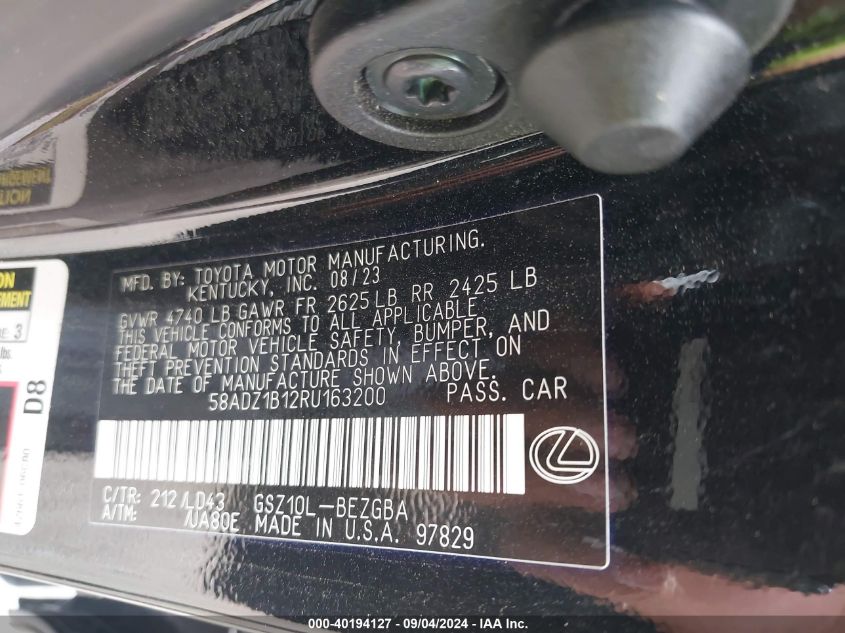 MFD. BY: TOYOTA MOTOR MANUFACTURING.
KENTUCKY, INC. 08/23
GVWR 4740 LB GAWR FR 2625 LB RR 2425 LB
THIS VEHICLE CONFORMS TO ALL APPLICABLE
FEDERAL MOTOR VEHICLE SAFETY, BUMPER, AND
THEFT PREVENTION STANDARDS IN EFFECT ON
THE DATE OF MANUFACTURE SHOWN ABOVE.
58ADZ1B12RU163200 PASS. CAR
C/TR: 212 /LD43 GSZ10L-BEZGBA
A/TM: /UA80E MADE IN U.S.A. 97829
3
lbs.
D8
000-40194127 - 09/04/2024 - IAA Inc.